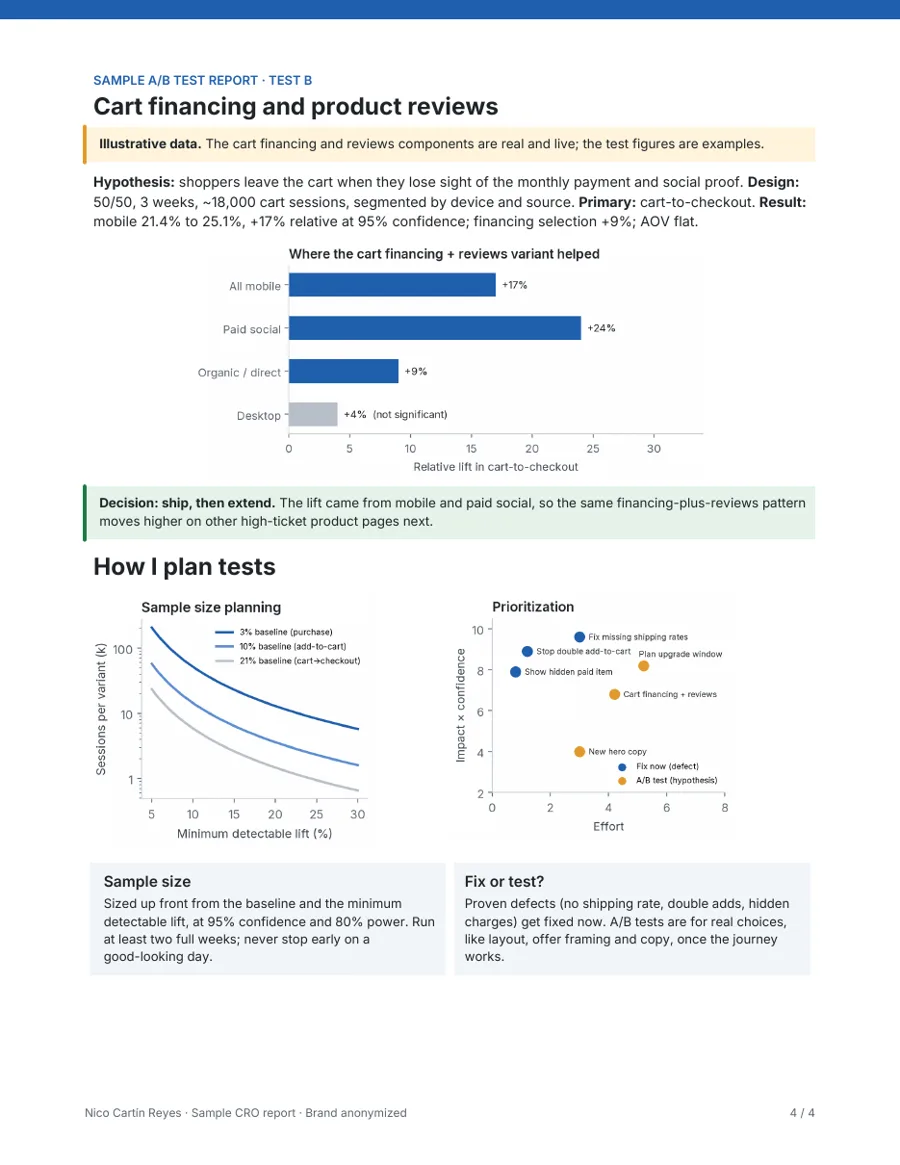 SAMPLE A/B TEST REPORT · TEST B
Cart financing and product reviews
Illustrative data. The cart financing and reviews components are real and live; the test figures are examples.
Hypothesis: shoppers leave the cart when they lose sight of the monthly payment and social proof. Design:
50/50, 3 weeks, ~18,000 cart sessions, segmented by device and source. Primary: cart-to-checkout. Result:
mobile 21.4% to 25.1%, +17% relative at 95% confidence; financing selection +9%; AOV flat.
Where the cart financing + reviews variant helped
All mobile
+17%
Paid social
+24%
Organic / direct
+9%
Desktop
+4% (not significant)
0 5 10 15 20 25 30
Relative lift in cart-to-checkout
Decision: ship, then extend. The lift came from mobile and paid social, so the same financing-plus-reviews pattern
moves higher on other high-ticket product pages next.
How I plan tests
Sample size planning
3% baseline (purchase)
10% baseline (add-to-cart)
21% baseline (cart→checkout)
Sessions per variant (k)
100
10
1
5 10 15 20 25 30
Minimum detectable lift (%)
Prioritization
Impact × confidence
10
8
6
4
2
Fix missing shipping rates
Stop double add-to-cart
Plan upgrade window
Show hidden paid item
Cart financing + reviews
New hero copy
Fix now (defect)
A/B test (hypothesis)
0 2 4 6 8
Effort
Sample size
Sized up front from the baseline and the minimum
detectable lift, at 95% confidence and 80% power. Run
at least two full weeks; never stop early on a
good-looking day.
Fix or test?
Proven defects (no shipping rate, double adds, hidden
charges) get fixed now. A/B tests are for real choices,
like layout, offer framing and copy, once the journey
works.
Nico Cartín Reyes · Sample CRO report · Brand anonymized
4 / 4